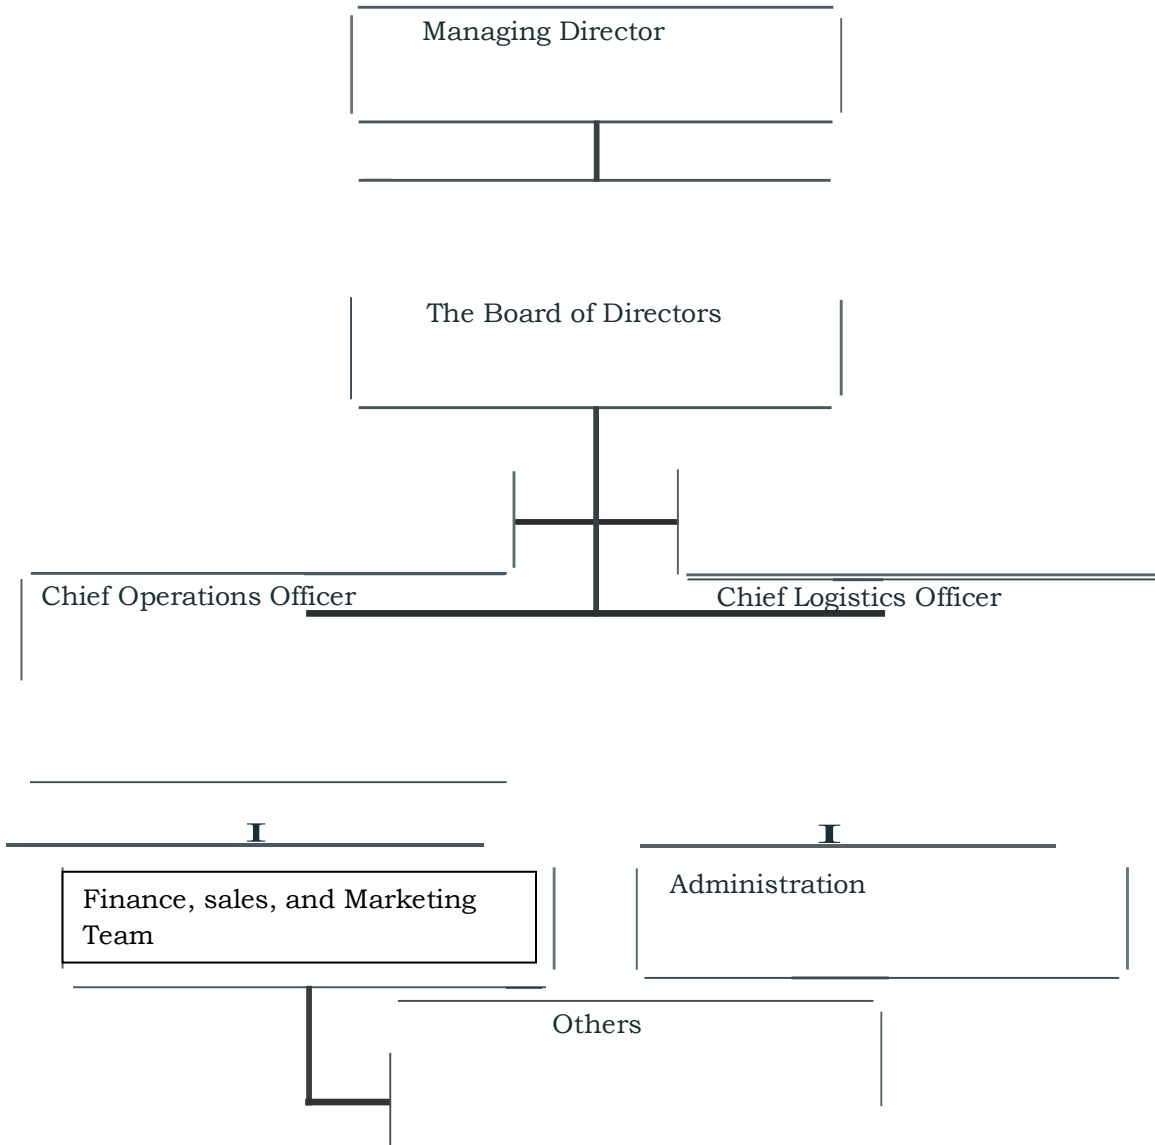 Managing Director
The Board of Directors
Chief Operations Officer
Chief Logistics Officer
I
I
Finance, sales, and Marketing
Team
Administration
Others